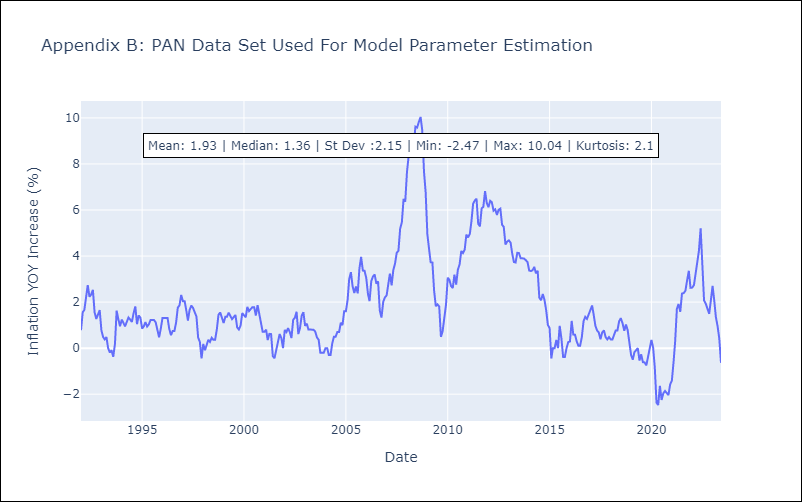 Appendix B: PAN Data Set Used For Model Parameter Estimation
10
Mean: 1.93 | Median: 1.36 | St Dev :2.15 | Min: -2.47 | Max: 10.04 | Kurtosis: 2.1
8
6
4
2
0
−2
Inflation YOY Increase (%)
1995 2000 2005 2010 2015 2020
Date